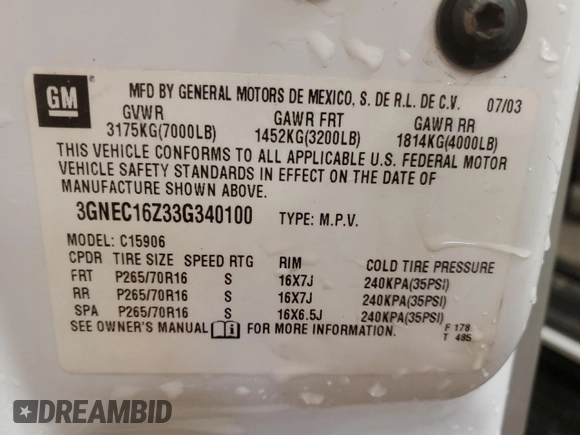 GM
MFD BY GENERAL MOTORS DE MEXICO, S. DE R.L. DE C.V. 07/03
GVWR GAWR FRT GAWR RR
3175KG(7000LB) 1452KG(3200LB) 1814KG(4000LB)
THIS VEHICLE CONFORMS TO ALL APPLICABLE U.S. FEDERAL MOTOR
VEHICLE SAFETY STANDARDS IN EFFECT ON THE DATE OF
MANUFACTURE SHOWN ABOVE.
3GNEC16Z33G340100 TYPE: M.P.V.
MODEL: C15906
CPDR TIRE SIZE SPEED RTG RIM COLD TIRE PRESSURE
FRT P265/70R16 S 16X7J 240KPA(35PSI)
RR P265/70R16 S 16X7J 240KPA(35PSI)
SPA P265/70R16 S 16X6.5J 240KPA(35PSI)
SEE OWNER'S MANUAL i FOR MORE INFORMATION. F 178
T 485
DREAMBID